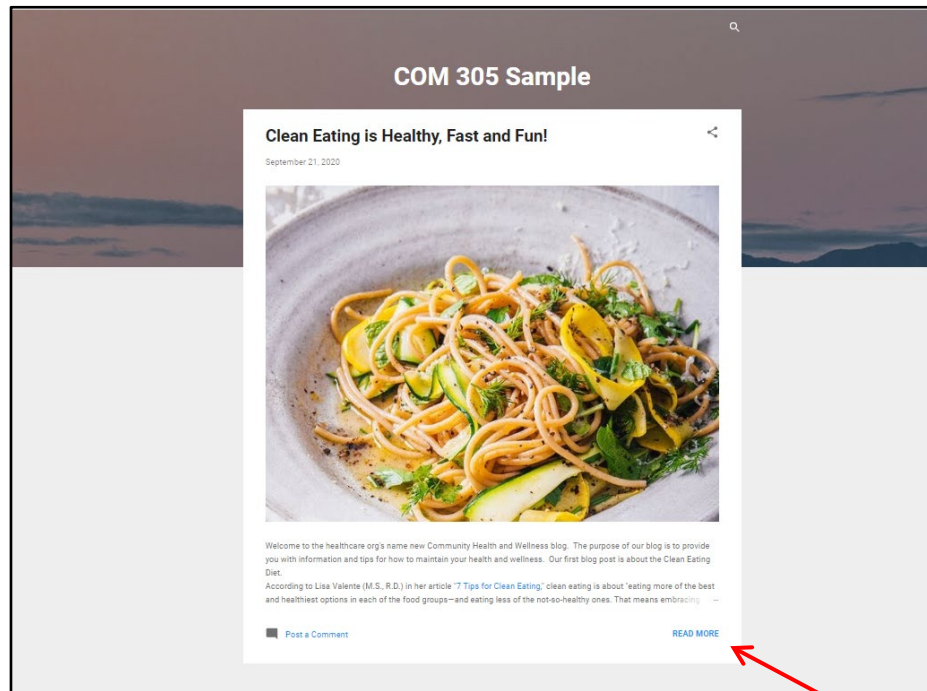 COM 305 Sample
Clean Eating is Healthy, Fast and Fun!
September 21, 2020
Welcome to the healthcare org's name new Community Health and Wellness blog. The purpose of our blog is to provide
you with information and tips for how to maintain your health and wellness. Our first blog post is about the Clean Eating
Diet.
According to Lisa Valente (M.S., R.D.) in her article "7 Tips for Clean Eating," clean eating is about "eating more of the best
and healthiest options in each of the food groups—and eating less of the not-so-healthy ones. That means embracing ...
Post a Comment
READ MORE